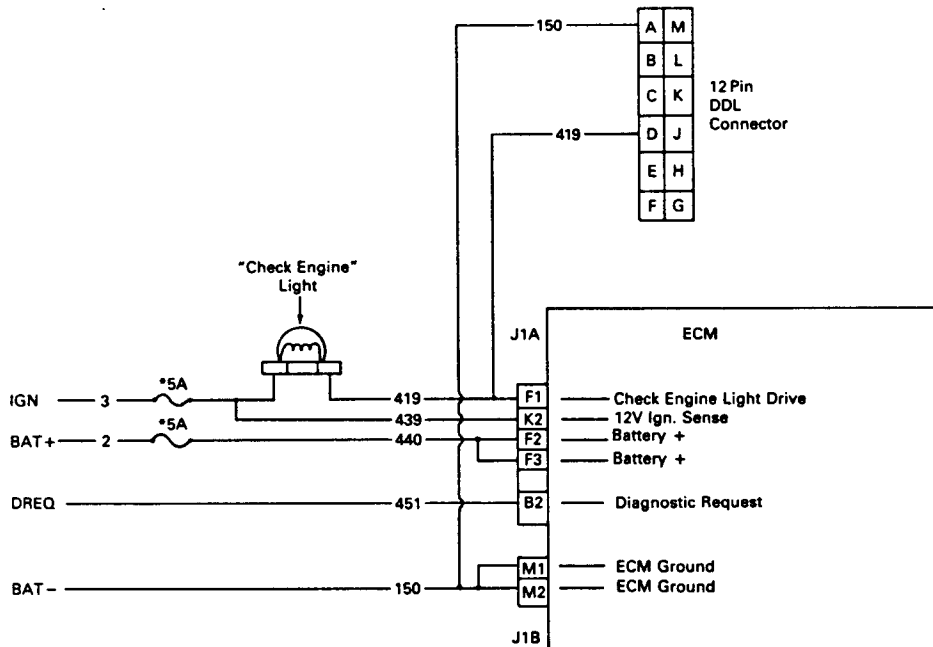 150
A M
B L
C K
D J
E H
F G
12 Pin
DDL
Connector
419
"Check Engine"
Light
J1A
ECM
IGN 3 *5A 419 F1 Check Engine Light Drive
439 K2 12V Ign. Sense
BAT+ 2 *5A 440 F2 Battery +
F3 Battery +
DREQ 451 B2 Diagnostic Request
M1 ECM Ground
BAT- 150 M2 ECM Ground
J1B